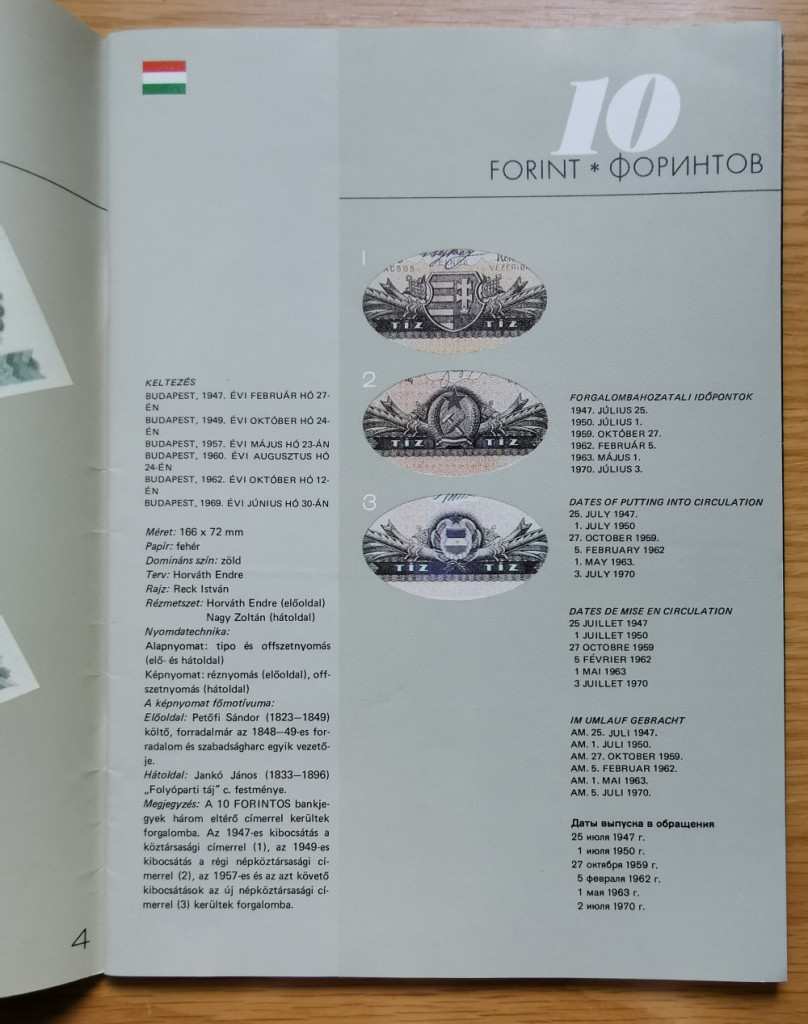 10
FORINT * ФОРИНТОВ
1
TÍZ TÍZ
2
TÍZ TÍZ
3
TÍZ TÍZ
KELTEZÉS
BUDAPEST, 1947. ÉVI FEBRUÁR HÓ 27-
ÉN
BUDAPEST, 1949. ÉVI OKTÓBER HÓ 24-
ÉN
BUDAPEST, 1957. ÉVI MÁJUS HÓ 23-ÁN
BUDAPEST, 1960. ÉVI AUGUSZTUS HÓ
24-ÉN
BUDAPEST, 1962. ÉVI OKTÓBER HÓ 12-
ÉN
BUDAPEST, 1969. ÉVI JÚNIUS HÓ 30-ÁN
Méret: 166 x 72 mm
Papír: fehér
Domináns szín: zöld
Terv: Horváth Endre
Rajz: Reck István
Rézmetszet: Horváth Endre (előoldal)
Nagy Zoltán (hátoldal)
Nyomdatechnika:
Alapnyomat: tipo és offszetnyomás
(elő- és hátoldal)
Képnyomat: réznyomás (előoldal), off-
szetnyomás (hátoldal)
A képnyomat főmotívuma:
Előoldal: Petőfi Sándor (1823—1849)
költő, forradalmár az 1848—49-es for-
radalom és szabadságharc egyik vezető-
je.
Hátoldal: Jankó János (1833—1896)
„Folyóparti táj” c. festménye.
Megjegyzés: A 10 FORINTOS bankje-
gyek három eltérő címerrel kerültek
forgalomba. Az 1947-es kibocsátás a
köztársasági címerrel (1), az 1949-es
kibocsátás a régi népköztársasági cí-
merrel (2), az 1957-es és az azt követő
kibocsátások az új népköztársasági cí-
merrel (3) kerültek forgalomba.
FORGALOMBAHOZATALI IDŐPONTOK
1947. JÚLIUS 25.
1950. JÚLIUS 1.
1959. OKTÓBER 27.
1962. FEBRUÁR 5.
1963. MÁJUS 1.
1970. JÚLIUS 3.
DATES OF PUTTING INTO CIRCULATION
25. JULY 1947.
1. JULY 1950
27. OCTOBER 1959.
5. FEBRUARY 1962
1. MAY 1963.
3. JULY 1970
DATES DE MISE EN CIRCULATION
25 JUILLET 1947
1 JUILLET 1950
27 OCTOBRE 1959
5 FÉVRIER 1962
1 MAI 1963
3 JUILLET 1970
IM UMLAUF GEBRACHT
AM. 25. JULI 1947.
AM. 1. JULI 1950.
AM. 27. OKTOBER 1959.
AM. 5. FEBRUAR 1962.
AM. 1. MAI 1963.
AM. 5. JULI 1970.
Даты выпуска в обращения
25 июля 1947 г.
1 июля 1950 г.
27 октября 1959 г.
5 февраля 1962 г.
1 мая 1963 г.
2 июля 1970 г.
4